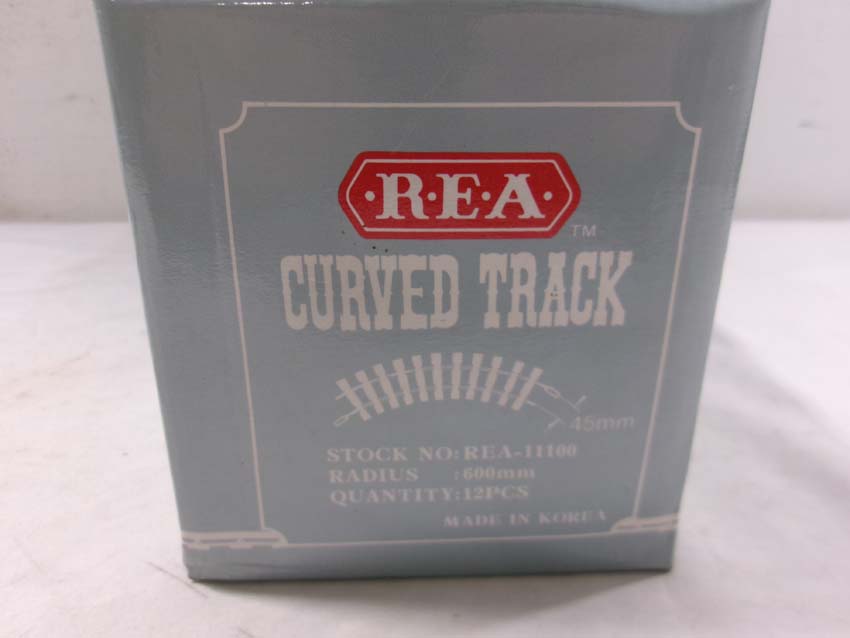 ·R·E·A·
TM
CURVED TRACK
45mm
STOCK NO:REA-11100
RADIUS :600mm
QUANTITY:12PCS
MADE IN KOREA